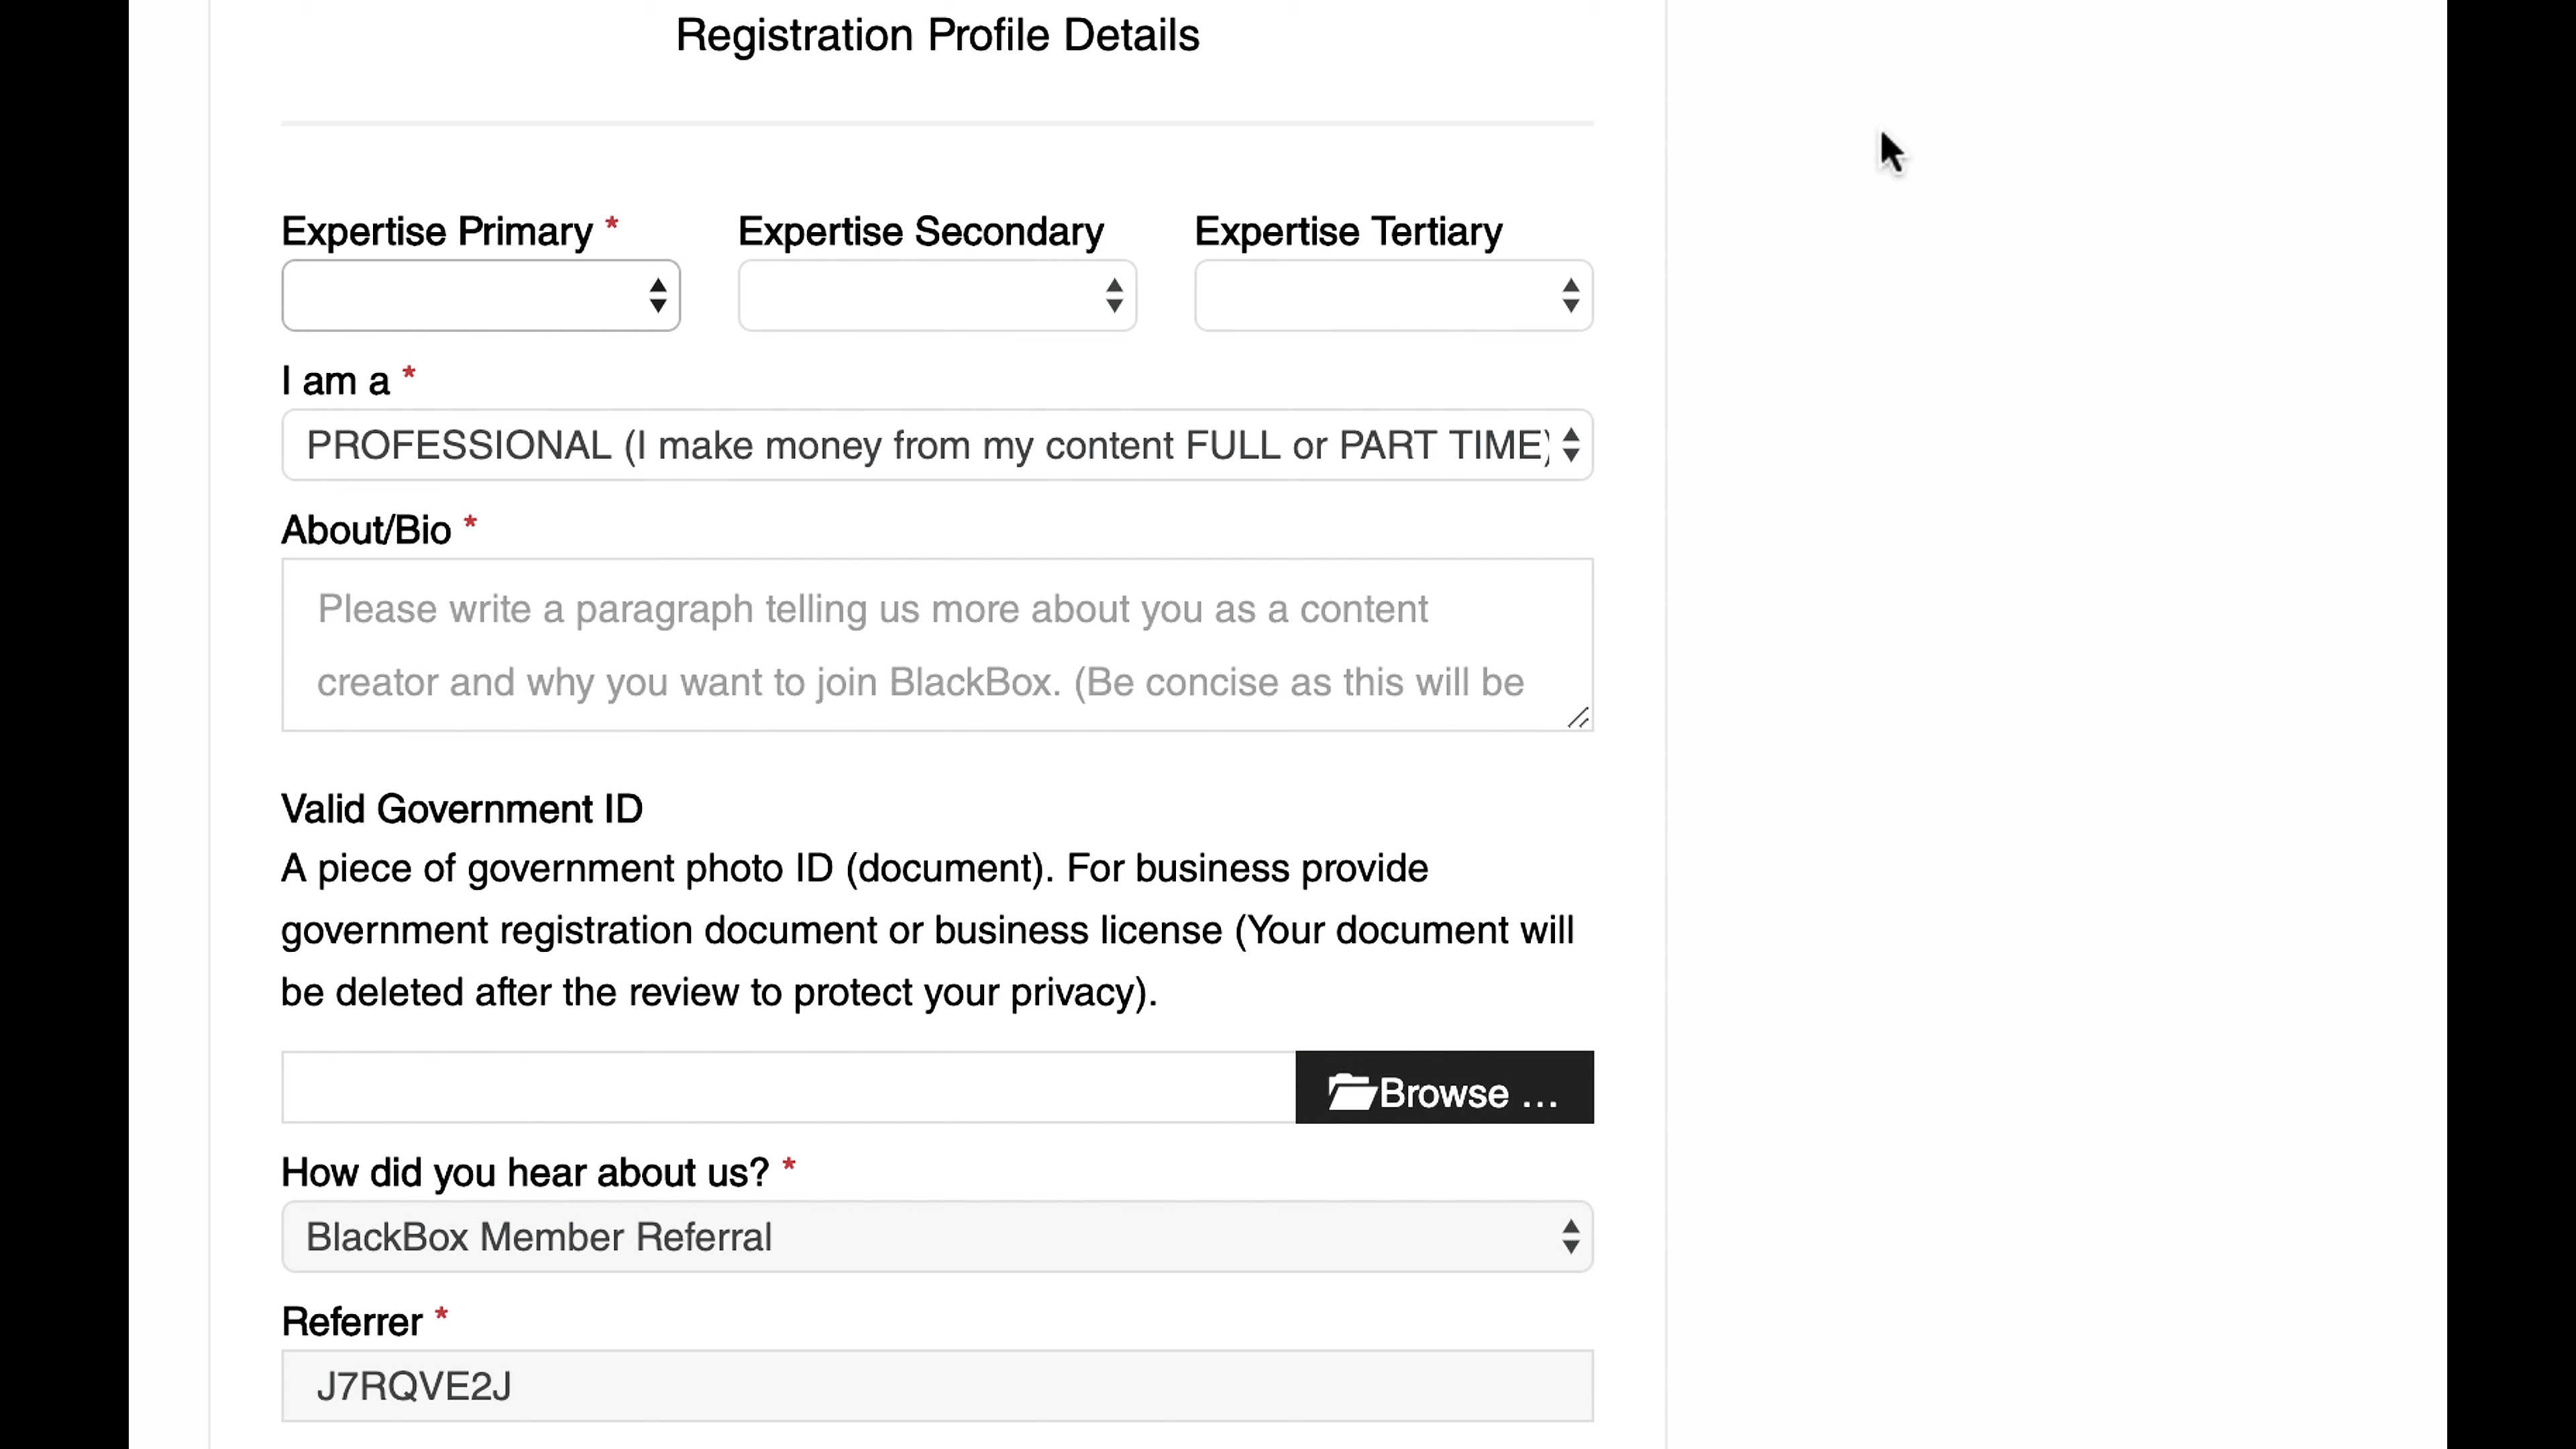 Registration Profile Details
Expertise Primary *
Expertise Secondary
Expertise Tertiary
I am a *
PROFESSIONAL (I make money from my content FULL or PART TIME)
About/Bio *
Please write a paragraph telling us more about you as a content
creator and why you want to join BlackBox. (Be concise as this will be
Valid Government ID
A piece of government photo ID (document). For business provide
government registration document or business license (Your document will
be deleted after the review to protect your privacy).
Browse ...
How did you hear about us? *
BlackBox Member Referral
Referrer *
J7RQVE2J